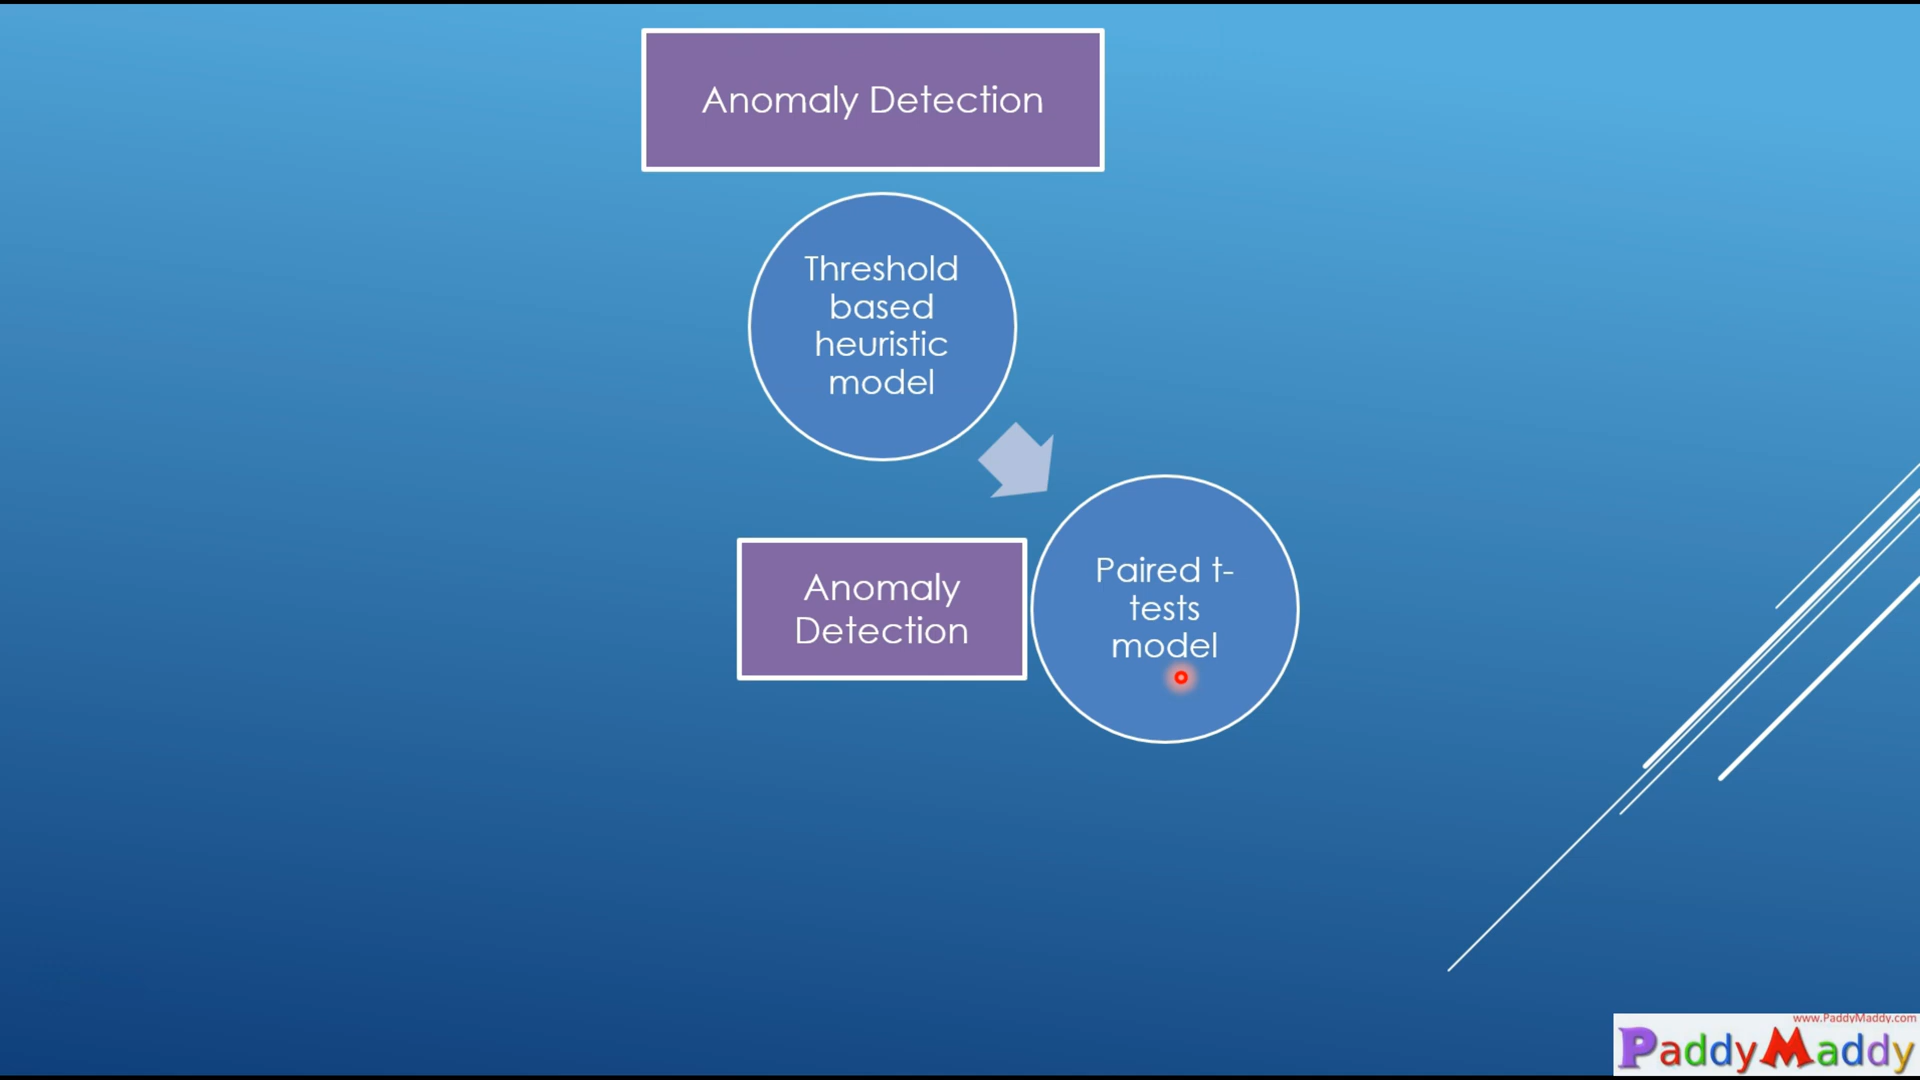 Anomaly Detection
Threshold
based
heuristic
model
Anomaly
Detection
Paired t-
tests
model
www.PaddyMaddy.com
PaddyMaddy